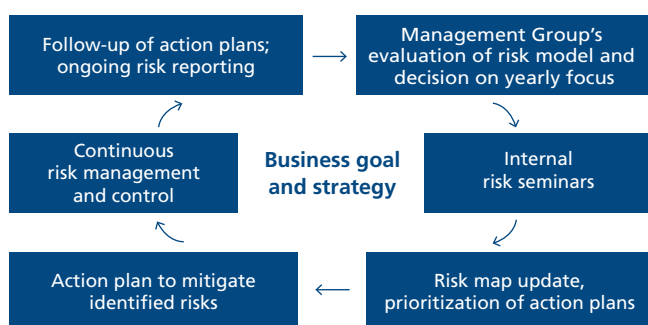 Follow-up of action plans;
ongoing risk reporting
Management Group's
evaluation of risk model and
decision on yearly focus
Continuous
risk management
and control
Business goal
and strategy
Internal
risk seminars
Action plan to mitigate
identified risks
Risk map update,
prioritization of action plans